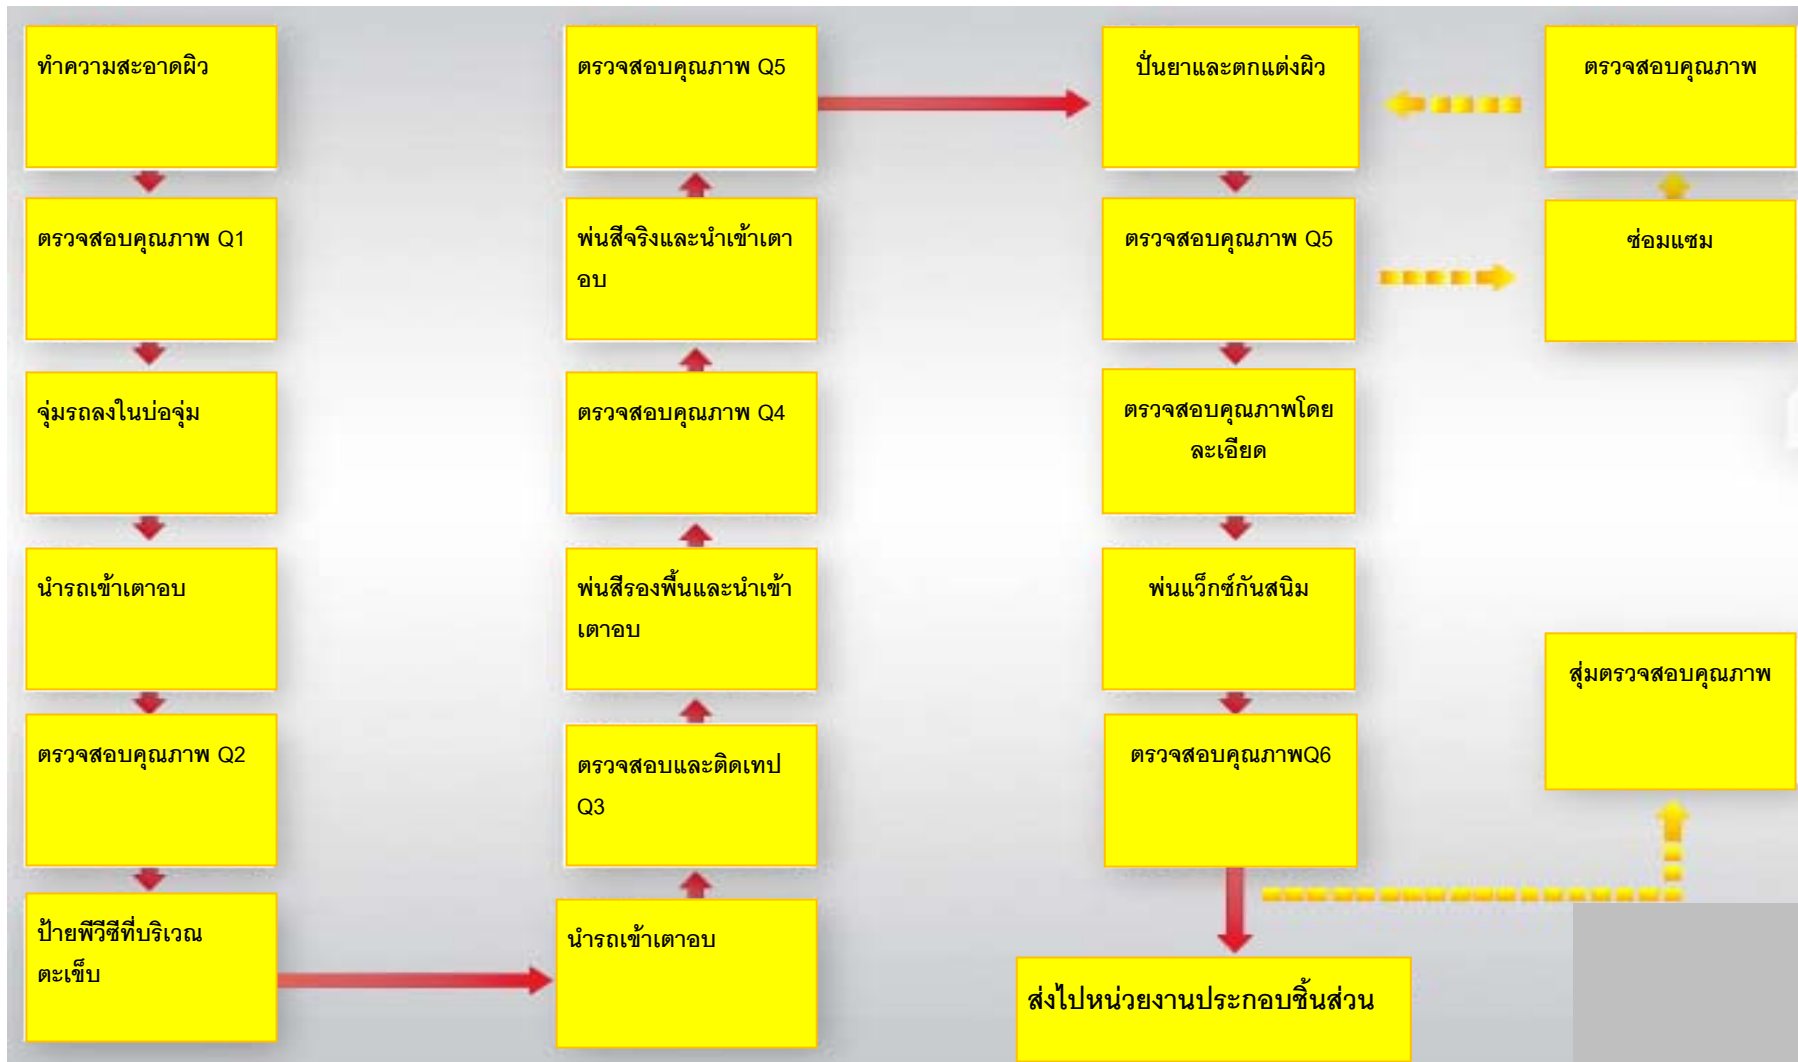 ทำความสะอาดผิว
ตรวจสอบคุณภาพ Q1
จุ่มรถลงในบ่อจุ่ม
นำรถเข้าเตาอบ
ตรวจสอบคุณภาพ Q2
ป้ายพีวีซีที่บริเวณ
ตะเข็บ
นำรถเข้าเตาอบ
ตรวจสอบและติดเทป
Q3
พ่นสีรองพื้นและนำเข้า
เตาอบ
ตรวจสอบคุณภาพ Q4
พ่นสีจริงและนำเข้าเตา
อบ
ตรวจสอบคุณภาพ Q5
ปั่นยาและตกแต่งผิว
ตรวจสอบคุณภาพ Q5
ซ่อมแซม
ตรวจสอบคุณภาพ
ตรวจสอบคุณภาพโดย
ละเอียด
พ่นแว็กซ์กันสนิม
ตรวจสอบคุณภาพQ6
สุ่มตรวจสอบคุณภาพ
ส่งไปหน่วยงานประกอบชิ้นส่วน